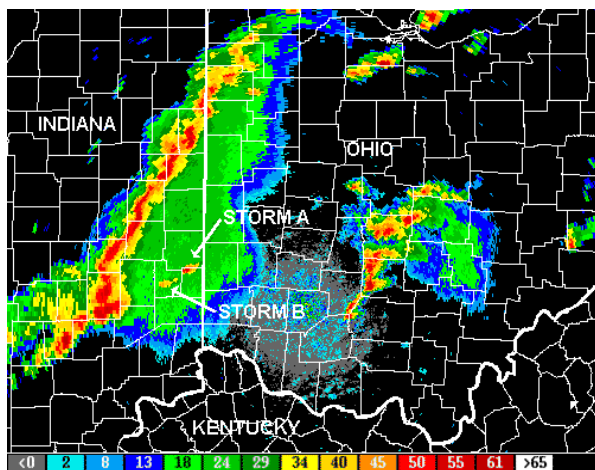 INDIANA
OHIO
STORM A
STORM B
KENTUCKY
<0 2 8 13 18 24 29 34 40 45 50 55 61 >65